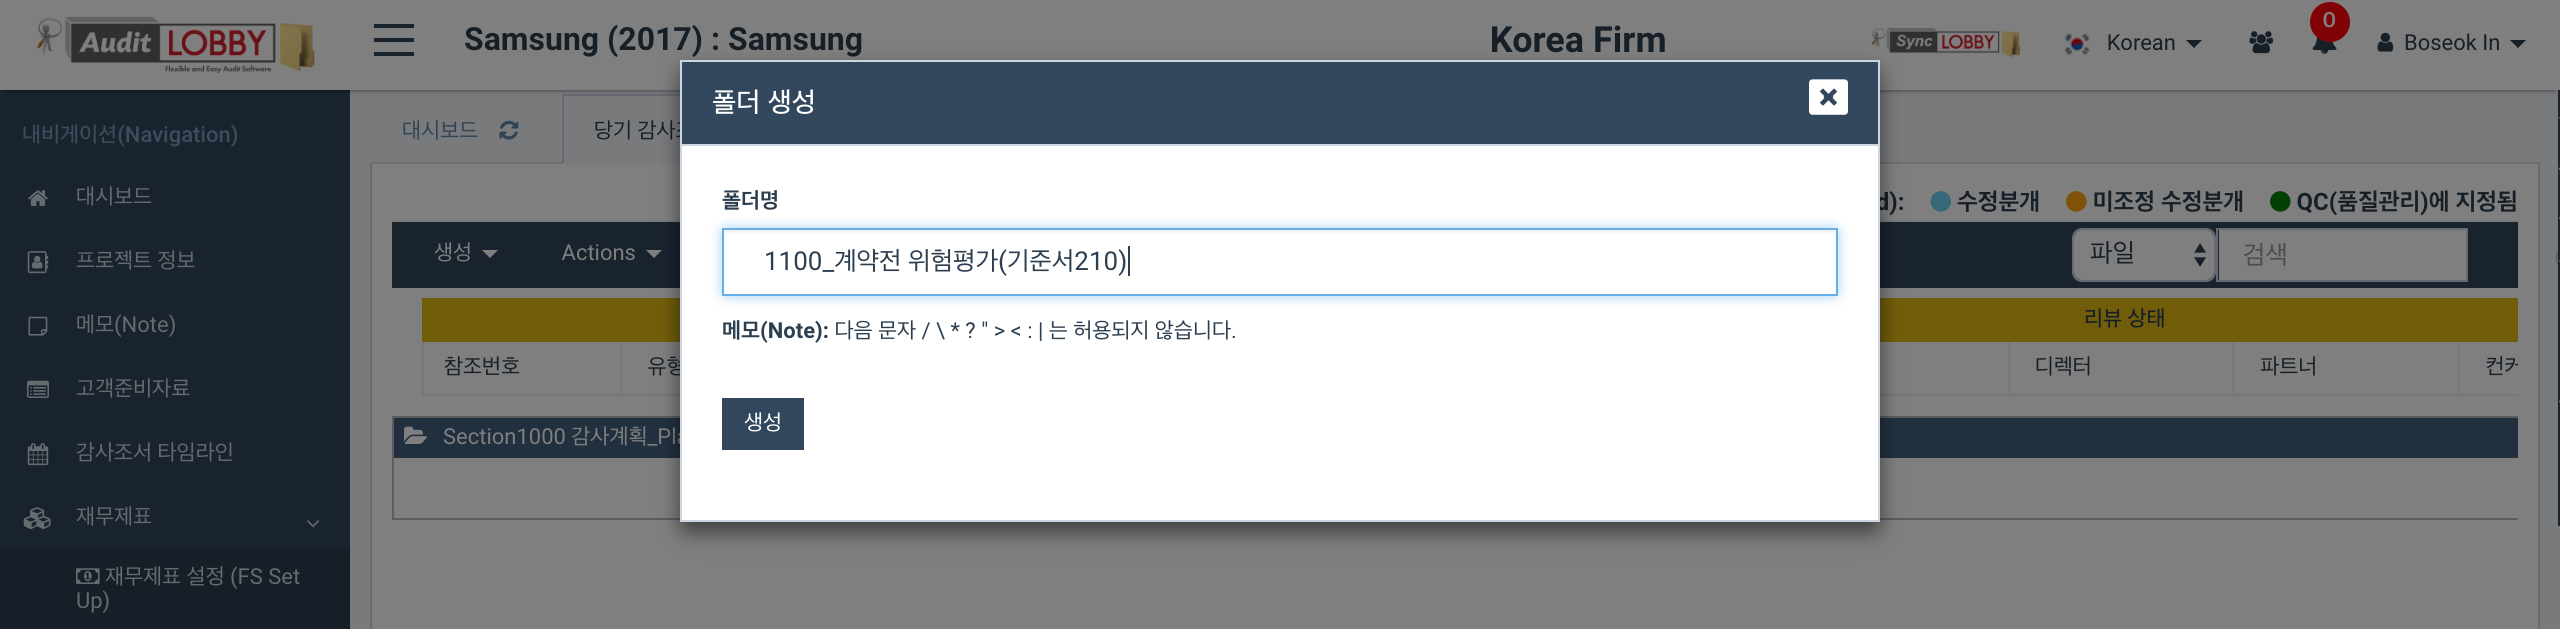 Audit LOBBY
Flexible and Easy Audit Software
Samsung (2017) : Samsung
Korea Firm
Sync LOBBY
Korean
0
Boseok In
내비게이션(Navigation)
대시보드
프로젝트 정보
메모(Note)
고객준비자료
감사조서 타임라인
재무제표
재무제표 설정 (FS Set
Up)
대시보드
당기 감사
d):
수정분개
미조정 수정분개
QC(품질관리)에 지정됨
생성
Actions
파일
검색
리뷰 상태
참조번호
유형
디렉터
파트너
컨커
Section1000 감사계획_Pla
폴더 생성
폴더명
1100_계약전 위험평가(기준서210)
메모(Note): 다음 문자 / \ * ? " > < : | 는 허용되지 않습니다.
생성